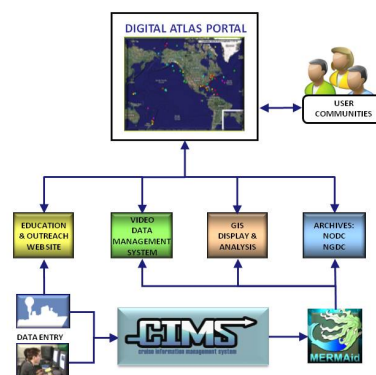 DIGITAL ATLAS PORTAL
USER
COMMUNITIES
EDUCATION
& OUTREACH
WEBSITE
VIDEO
DATA
MANAGEMENT
SYSTEM
GIS
DISPLAY &
ANALYSIS
ARCHIVES:
NODC
NGDC
DATA ENTRY
CIMS
cruise information management system
MERMAid